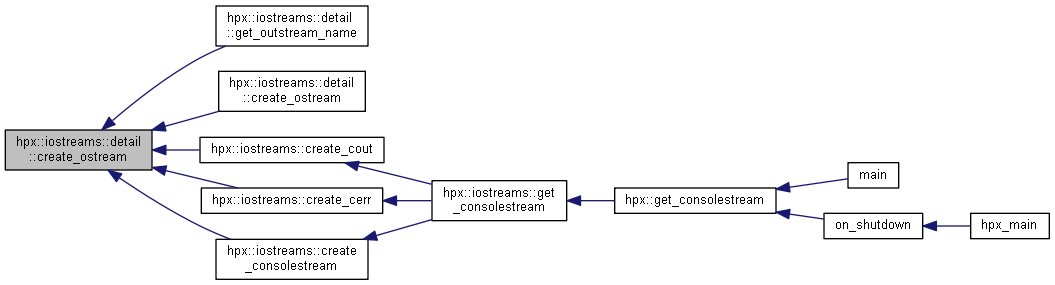 hpx::iostreams::detail
::get_outstream_name
hpx::iostreams::detail
::create_ostream
hpx::iostreams::detail
::create_ostream
hpx::iostreams::create_cout
hpx::iostreams::create_cerr
hpx::iostreams::create
_consolestream
hpx::iostreams::get
_consolestream
hpx::get_consolestream
main
on_shutdown
hpx_main